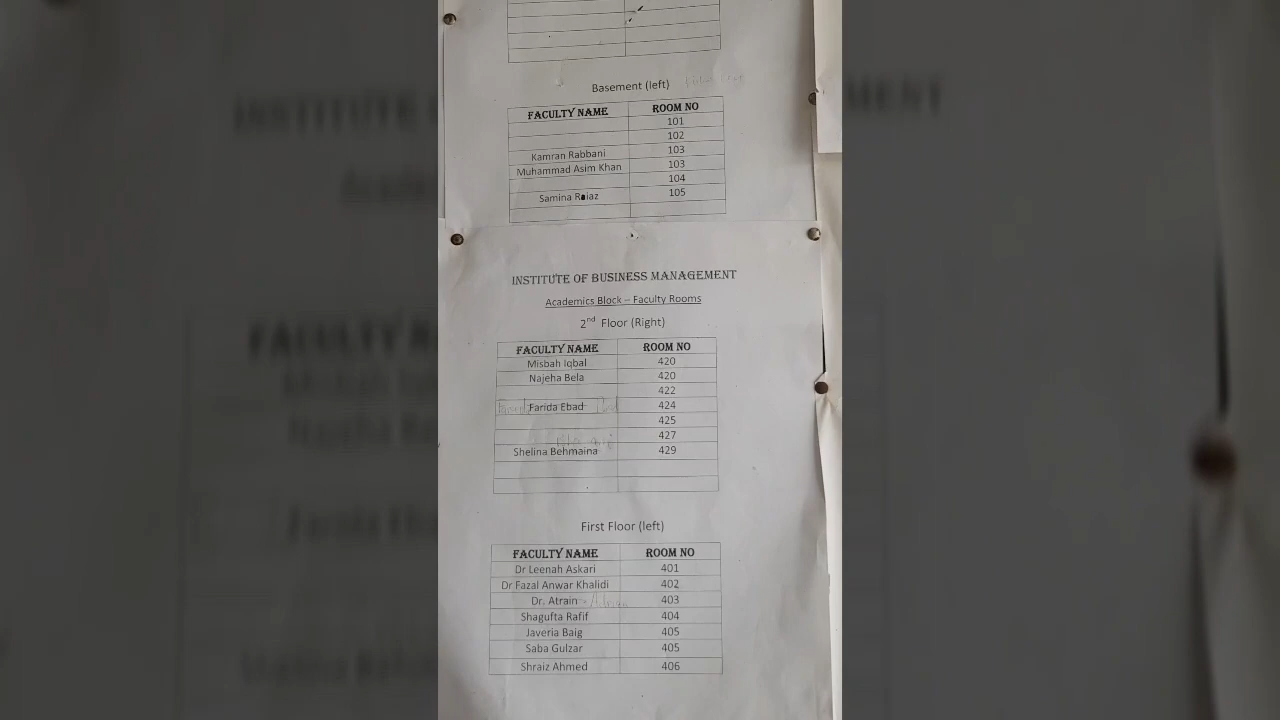 Basement (left)
FACULTY NAME ROOM NO
101
102
Kamran Rabbani 103
Muhammad Asim Khan 103
104
Samina Raiaz 105
INSTITUTE OF BUSINESS MANAGEMENT
Academics Block – Faculty Rooms
2nd Floor (Right)
FACULTY NAME ROOM NO
Misbah Iqbal 420
Najeha Bela 420
422
Farida Ebad 424
425
427
Shelina Behmaina 429
First Floor (left)
FACULTY NAME ROOM NO
Dr Leenah Askari 401
Dr Fazal Anwar Khalidi 402
Dr. Atrain 403
Shagufta Rafif 404
Javeria Baig 405
Saba Gulzar 405
Shraiz Ahmed 406